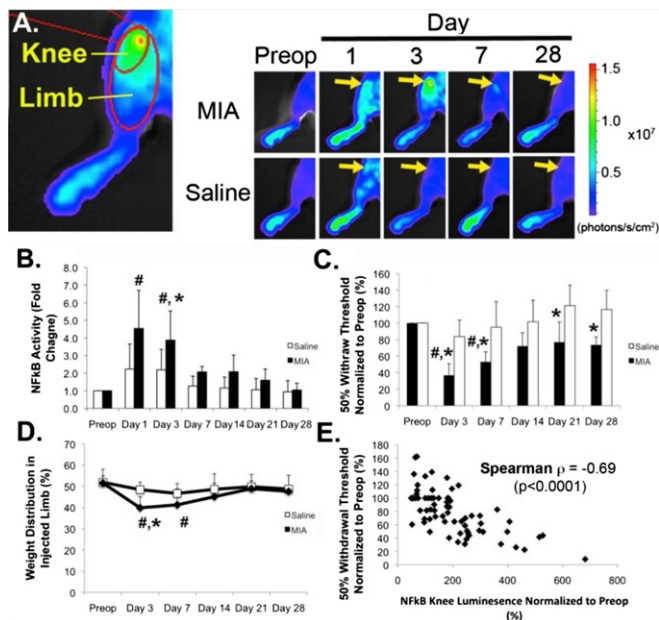 A.
Knee
Limb
Day
Preop 1 3 7 28
MIA
Saline
1.5
x10⁷
1.0
0.5
(photons/s/cm²)
B.
NFkB Activity (Fold
Chagne)
8.0
7.0
6.0
5.0
4.0
3.0
2.0
1.0
0.0
#
#, *
Saline
MIA
Preop Day 1 Day 3 Day 7 Day 14 Day 21 Day 28
C.
50% Withdraw Threshold
Normalized to Preop (%)
160
140
120
100
80
60
40
20
0
#,*
#,*
*
*
Saline
MIA
Preop Day 3 Day 7 Day 14 Day 21 Day 28
D.
Weight Distribution in
Injected Limb (%)
70
60
50
40
30
20
10
0
#,*
#
Saline
MIA
Preop Day 3 Day 7 Day 14 Day 21 Day 28
E.
50% Withdrawal Threshold
Normalized to Preop (%)
180
160
140
120
100
80
60
40
20
0
Spearman ρ = -0.69
(p<0.0001)
0 200 400 600 800
NFkB Knee Luminesence Normalized to Preop
(%)